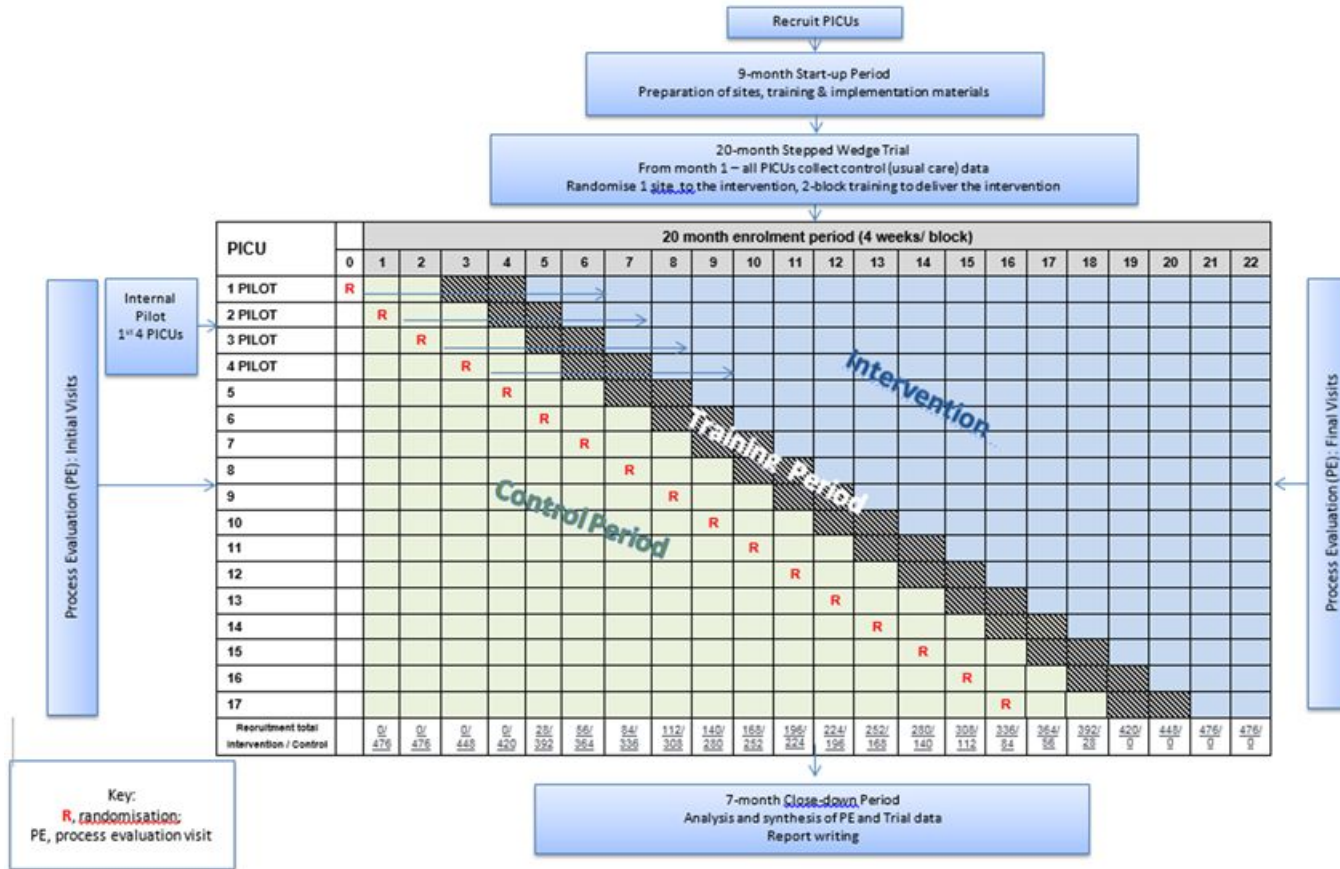 Recruit PICUs
9-month Start-up Period
Preparation of sites, training & implementation materials
20-month Stepped Wedge Trial
From month 1 – all PICUs collect control (usual care) data
Randomise 1 site to the intervention, 2-block training to deliver the intervention
PICU
20 month enrolment period (4 weeks/ block)
0 1 2 3 4 5 6 7 8 9 10 11 12 13 14 15 16 17 18 19 20 21 22
Process Evaluation (PE): Initial Visits
Internal
Pilot
1st 4 PICUs
1 PILOT R
2 PILOT R
3 PILOT R
4 PILOT R
5 R
6 R
7 R
8 R
9 R
10 R
11 R
12 R
13 R
14 R
15 R
16 R
17 R
intervention
Training Period
Control Period
Process Evaluation (PE): Final Visits
Recruitment total
Intervention / Control
0/ 0/ 0/ 0/ 28/ 56/ 84/ 112/ 140/ 168/ 196/ 224/ 252/ 280/ 308/ 336/ 364/ 392/ 420/ 448/ 476/ 476/
476 476 448 420 392 364 336 308 280 252 224 196 168 140 112 84 56 28 0 0 0 0
Key:
R, randomisation;
PE, process evaluation visit
7-month Close-down Period
Analysis and synthesis of PE and Trial data
Report writing